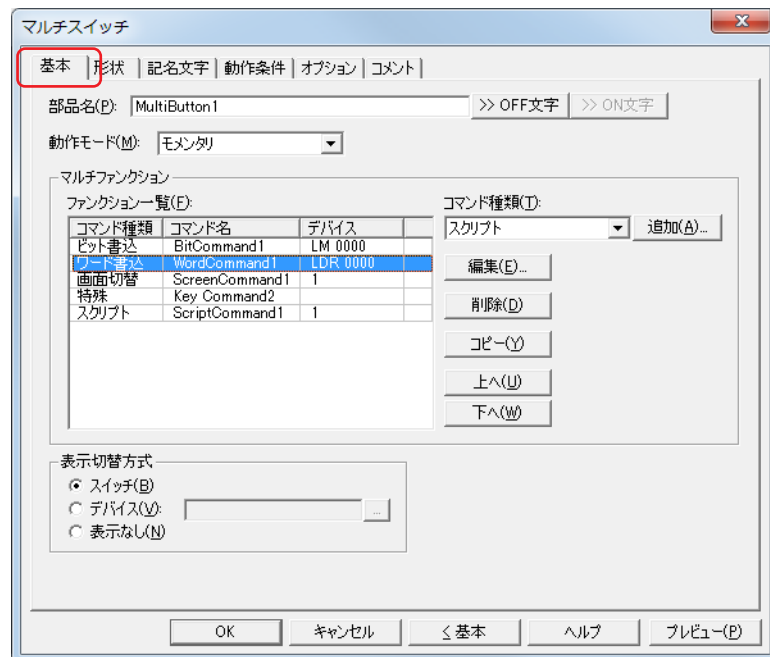 マルチスイッチ
基本 形状 記名文字 動作条件 オプション コメント
部品名(P): MultiButton1 >> OFF文字 >> ON文字
動作モード(M): モメンタリ
マルチファンクション
ファンクション一覧(F): コマンド種類(T):
コマンド種類 コマンド名 デバイス
スクリプト 追加(A)...
ビット書込 BitCommand1 LM 0000
ワード書込 WordCommand1 LDR 0000
編集(E)...
画面切替 ScreenCommand1 1
特殊 Key Command2
削除(D)
スクリプト ScriptCommand1 1
コピー(Y)
上へ(U)
下へ(W)
表示切替方式
スイッチ(B)
デバイス(V): ...
表示なし(N)
OK キャンセル < 基本 ヘルプ プレビュー(P)